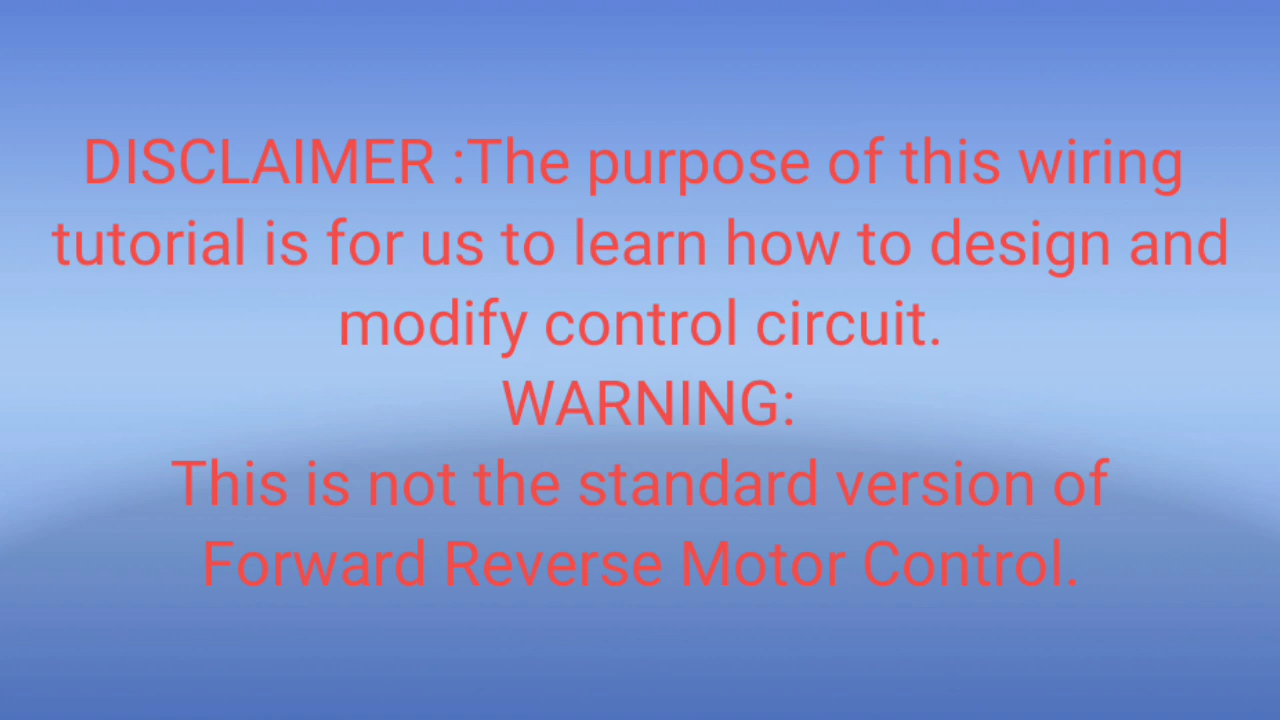 DISCLAIMER :The purpose of this wiring
tutorial is for us to learn how to design and
modify control circuit.
WARNING:
This is not the standard version of
Forward Reverse Motor Control.